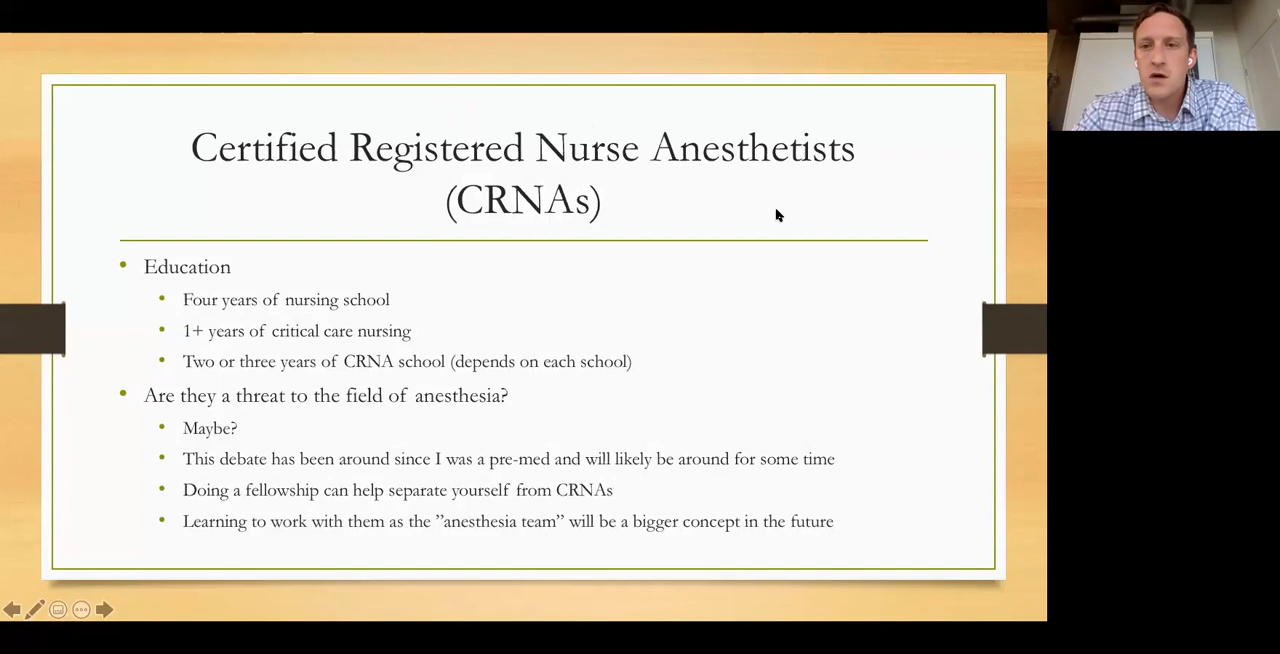 Certified Registered Nurse Anesthetists
(CRNAs)
• Education
• Four years of nursing school
• 1+ years of critical care nursing
• Two or three years of CRNA school (depends on each school)
• Are they a threat to the field of anesthesia?
• Maybe?
• This debate has been around since I was a pre-med and will likely be around for some time
• Doing a fellowship can help separate yourself from CRNAs
• Learning to work with them as the ”anesthesia team” will be a bigger concept in the future